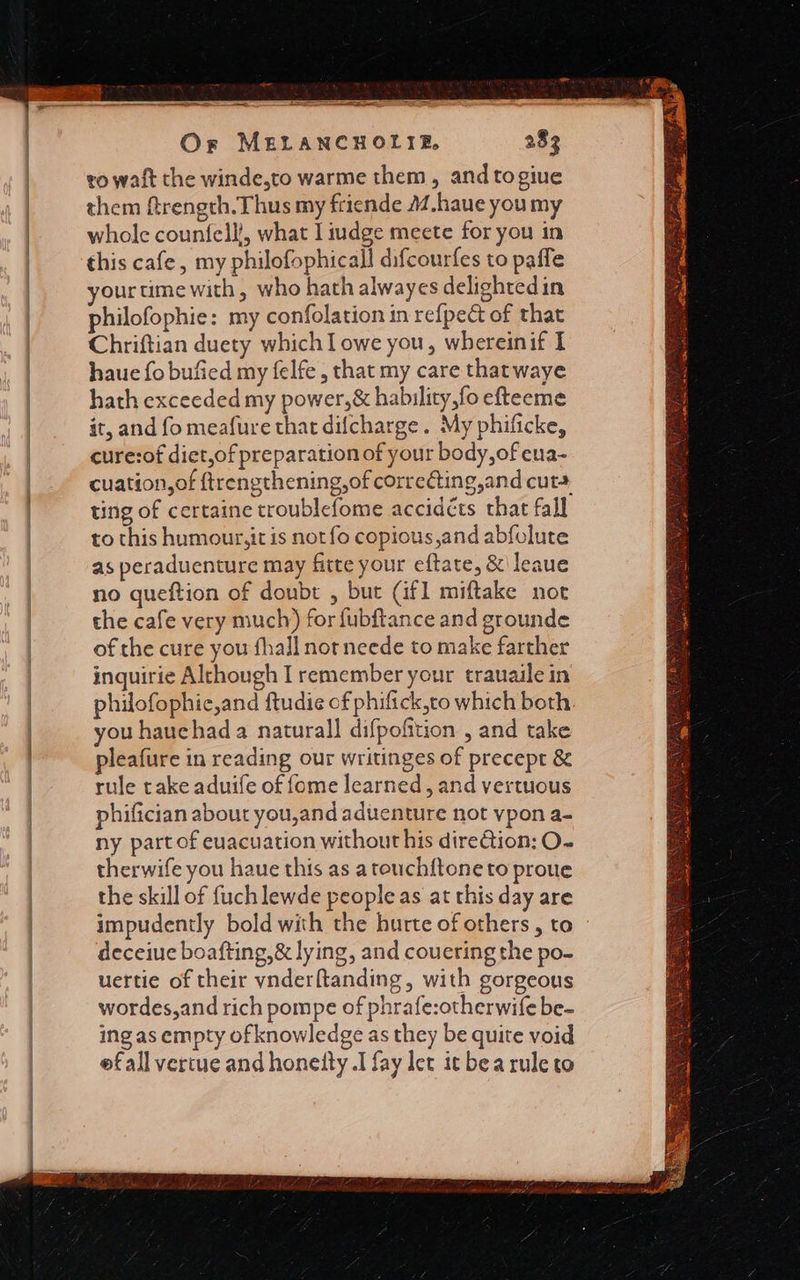 OF MELANCHOLIE. 283
to waſt the winde,to warme them , and to giue
them ſtrength.Thus my friende M.haue you my
whole counſell, what I iudge meete for you in
this caſe, my philoſophicall diſcourſes to paſſe
your time with, who hath alwayes delighted in
philoſophie: my conſolation in reſpect of that
Chriſtian duety which I owe you, wherein if I
haue ſo buſied my ſelfe, that my care that waye
hath exceeded my power,& hability,ſo eſteeme
it, and ſo meaſure that diſcharge. My phiſicke,
cure:of diet,of preparation of your body,of eua-
cuation,of ſtrengthening,of correcting,and cut-
ting of certaine troubleſome accidẽts that fall
to this humour,it is not ſo copious,and abſolute
as peraduenture may fitte your eſtate, & leaue
no queſtion of doubt , but (if I miſtake not
the caſe very much) for ſubſtance and grounde
of the cure you ſhall not neede to make farther
inquirie Although I remember your trauaile in
philoſophie,and ſtudie of phiſick,to which both
you haue had a naturall diſpoſition , and take
pleaſure in reading our writinges of precept &
rule take aduiſe of ſome learned, and vertuous
phiſician about you,and aduenture not vpon a-
ny part of euacuation without his direction: O-
therwiſe you haue this as a touchſtone to proue
the skill of ſuch lewde people as at this day are
impudently bold with the hurte of others, to
deceiue boaſting,& lying, and couering the po-
uertie of their vnderſtanding, with gorgeous
wordes,and rich pompe of phraſe:otherwiſe be-
ing as empty of knowledge as they be quite void
of all vertue and honeſty.I ſay let it be a rule to